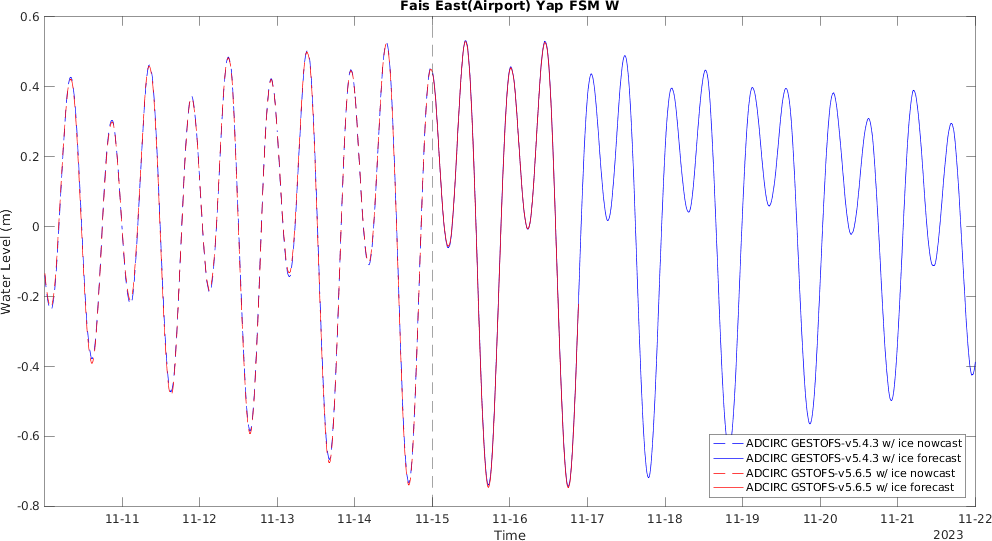 Fais East(Airport) Yap FSM W
0.6
0.4
0.2
0
-0.2
-0.4
-0.6
-0.8
Water Level (m)
ADCIRC GESTOFS-v5.4.3 w/ ice nowcast
ADCIRC GESTOFS-v5.4.3 w/ ice forecast
ADCIRC GSTOFS-v5.6.5 w/ ice nowcast
ADCIRC GSTOFS-v5.6.5 w/ ice forecast
11-11 11-12 11-13 11-14 11-15 11-16 11-17 11-18 11-19 11-20 11-21 11-22
Time
2023